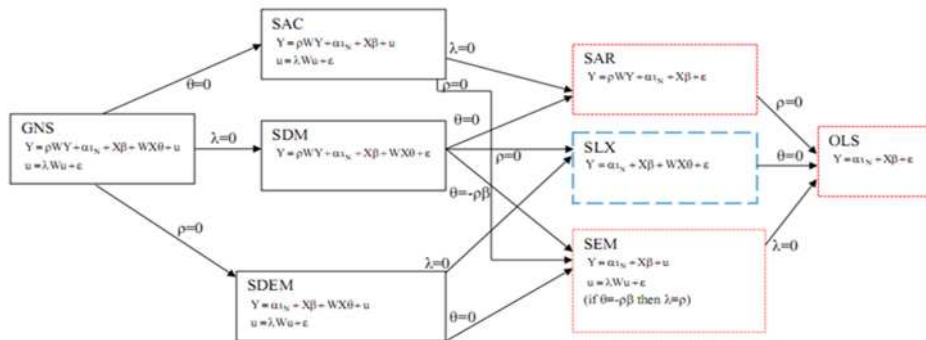 SAC
Y=ρWY+αι_N+Xβ+u
u=λWu+ε
λ=0
ρ=0
θ=0
GNS
Y=ρWY+αι_N+Xβ+WXθ+u
u=λWu+ε
λ=0
ρ=0
SDM
Y=ρWY+αι_N+Xβ+WXθ+ε
θ=0
ρ=0
θ=-ρβ
SDEM
Y=αι_N+Xβ+WXθ+u
u=λWu+ε
λ=0
θ=0
SAR
Y=ρWY+αι_N+Xβ+ε
ρ=0
SLX
Y=αι_N+Xβ+WXθ+ε
θ=0
SEM
Y=αι_N+Xβ+u
u=λWu+ε
(if θ=-ρβ then λ=ρ)
λ=0
OLS
Y=αι_N+Xβ+ε